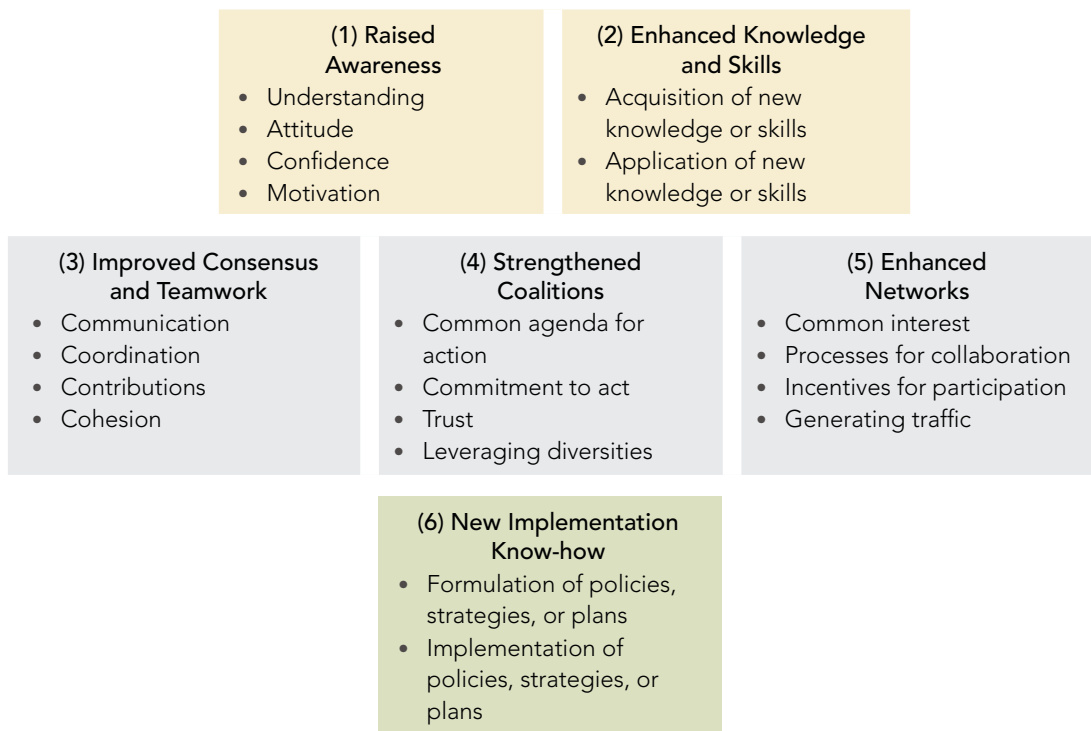 (1) Raised
Awareness
• Understanding
• Attitude
• Confidence
• Motivation
(2) Enhanced Knowledge
and Skills
• Acquisition of new
knowledge or skills
• Application of new
knowledge or skills
(3) Improved Consensus
and Teamwork
• Communication
• Coordination
• Contributions
• Cohesion
(4) Strengthened
Coalitions
• Common agenda for
action
• Commitment to act
• Trust
• Leveraging diversities
(5) Enhanced
Networks
• Common interest
• Processes for collaboration
• Incentives for participation
• Generating traffic
(6) New Implementation
Know-how
• Formulation of policies,
strategies, or plans
• Implementation of
policies, strategies, or
plans